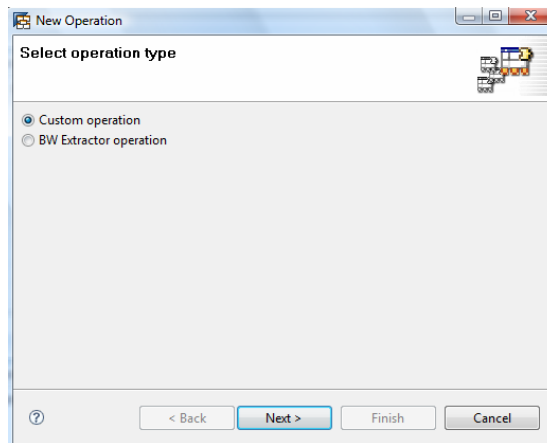 New Operation
Select operation type
Custom operation
BW Extractor operation
?
< Back
Next >
Finish
Cancel